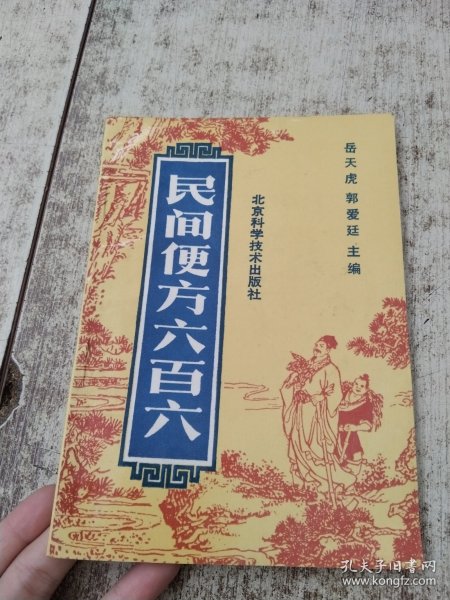 岳天虎 郭爱廷 主编
北京科学技术出版社
民间便方六百六
孔夫子旧书网
www.kongfz.com